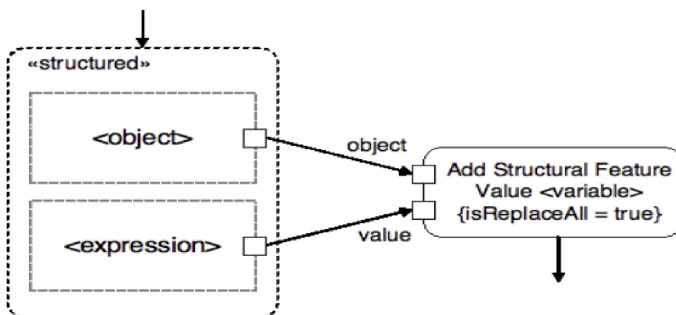 «structured»
<object>
object
Add Structural Feature
Value <variable>
{isReplaceAll = true}
<expression>
value